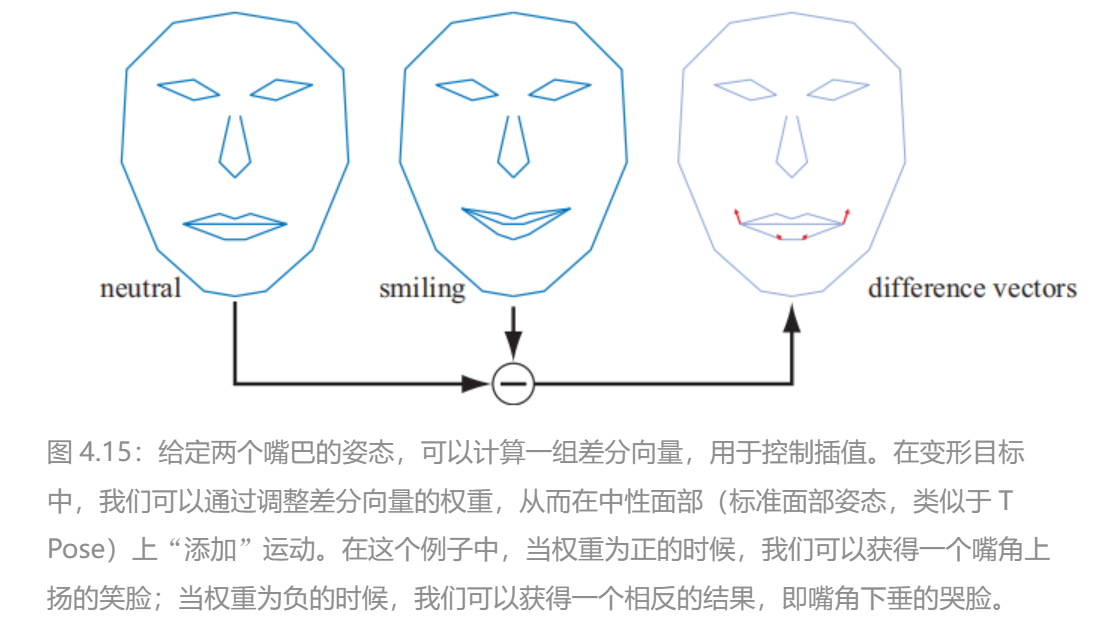 neutral
smiling
difference vectors
图 4.15：给定两个嘴巴的姿态，可以计算一组差分向量，用于控制插值。在变形目标
中，我们可以通过调整差分向量的权重，从而在中性面部（标准面部姿态，类似于 T
Pose）上“添加”运动。在这个例子中，当权重为正的时候，我们可以获得一个嘴角上
扬的笑脸；当权重为负的时候，我们可以获得一个相反的结果，即嘴角下垂的哭脸。